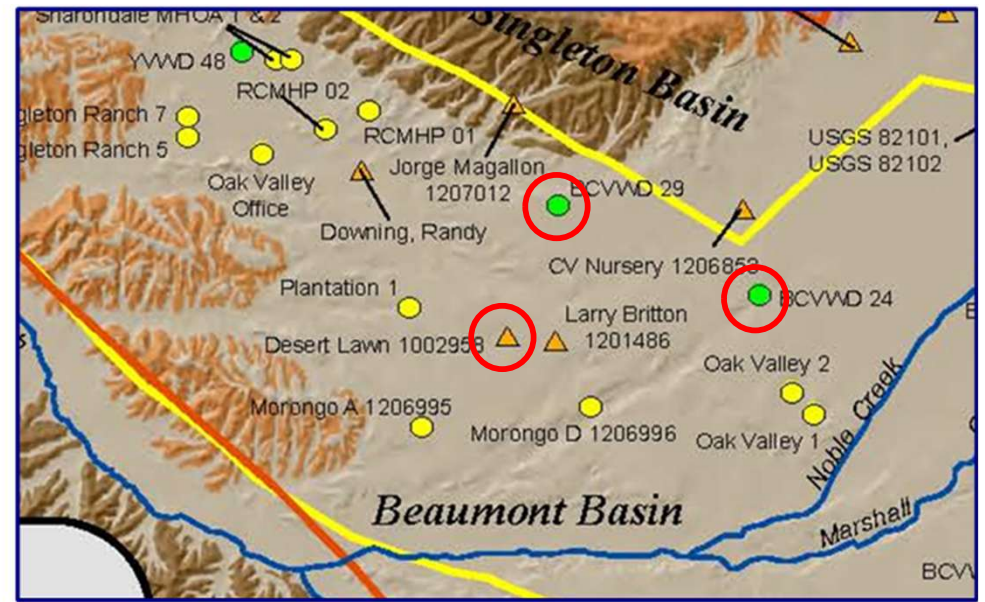 Sharondale MHOA 1 & 2
YVWD 48
Singleton Basin
RCMHP 02
gleton Ranch 7
RCMHP 01
USGS 82101,
USGS 82102
gleton Ranch 5
Jorge Magallon
1207012
Oak Valley
Office
BCVWD 29
Downing, Randy
CV Nursery 1206853
Plantation 1
BCVWD 24
Larry Britton
1201486
Desert Lawn 1002958
Oak Valley 2
Morongo A 1206995
Morongo D 1206996
Oak Valley 1
Noble Creek
Beaumont Basin
Marshall
BCV